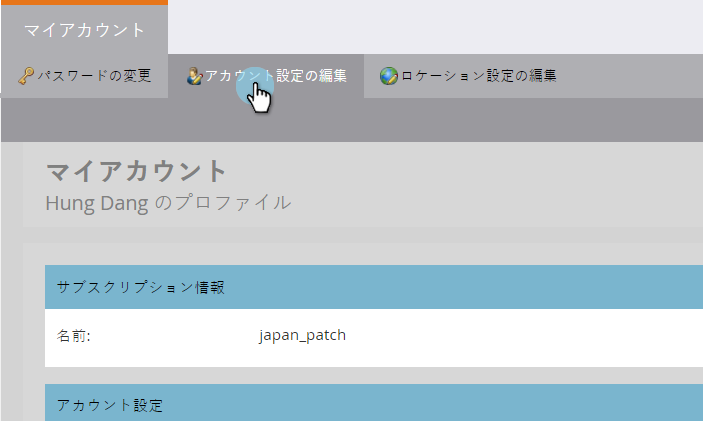 マイアカウント
パスワードの変更 アカウント設定の編集 ロケーション設定の編集
マイアカウント
Hung Dang のプロファイル
サブスクリプション情報
名前: japan_patch
アカウント設定